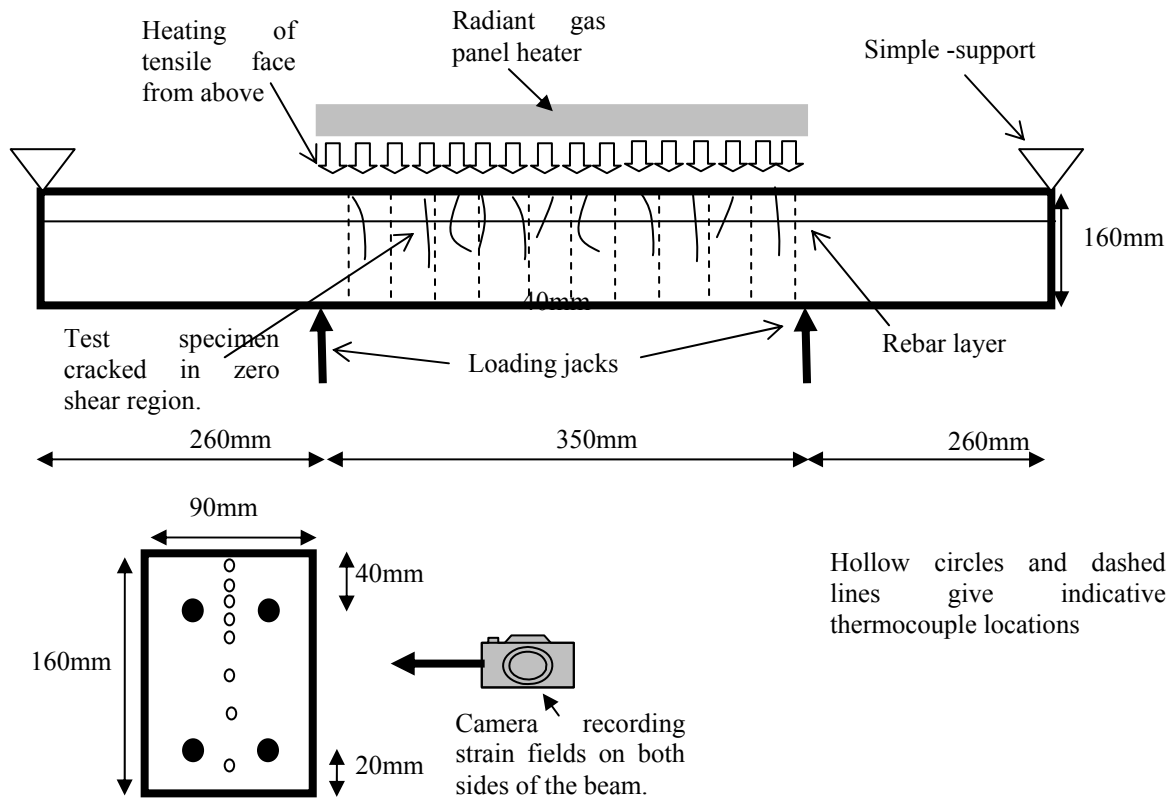 Heating of
tensile face
from above
Radiant gas
panel heater
Simple -support
160mm
40mm
Test specimen
cracked in zero
shear region.
Loading jacks
Rebar layer
260mm
350mm
260mm
90mm
40mm
160mm
20mm
Camera recording
strain fields on both
sides of the beam.
Hollow circles and dashed
lines give indicative
thermocouple locations